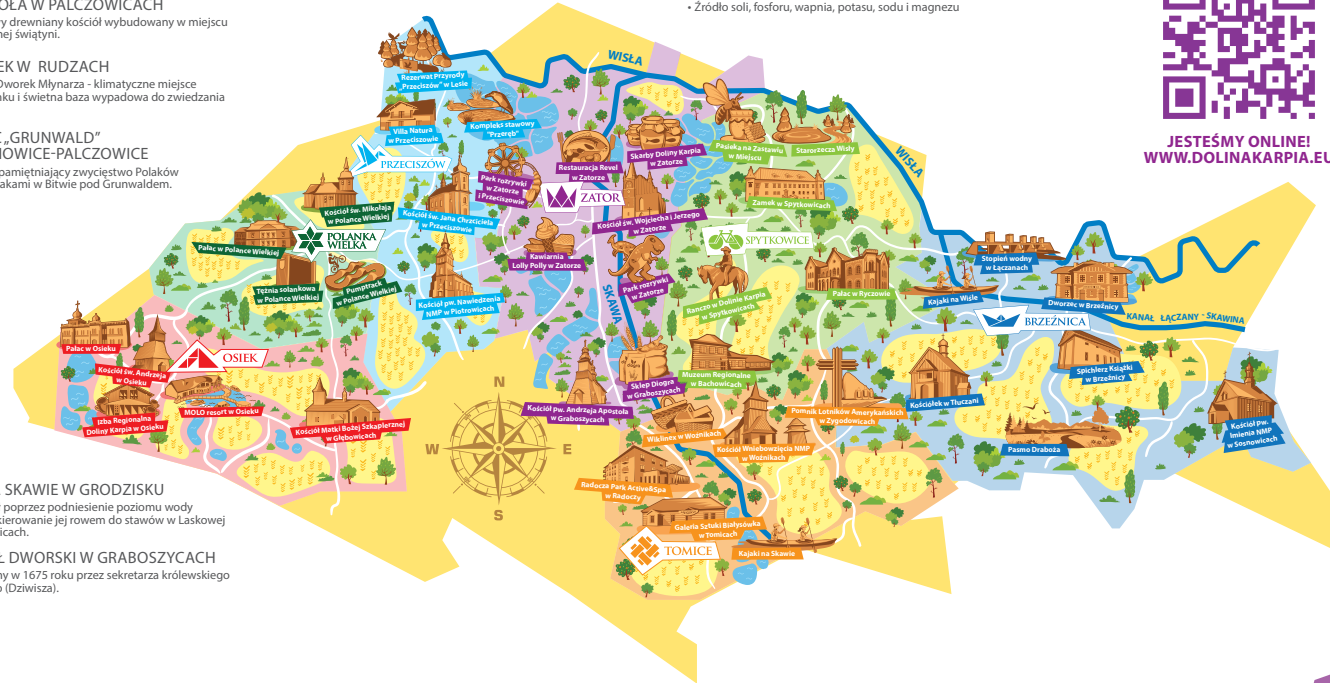 OŁA W PALCZOWICACH
y drewniany kościół wybudowany w miejscu
nej świątyni.
EK W RUDZACH
Dworek Młynarza - klimatyczne miejsce
nku i świetna baza wypadowa do zwiedzania
„GRUNWALD”
OWICE-PALCZOWICE
pamiętniający zwycięstwo Polaków
akami w Bitwie pod Grunwaldem.
SKAWIE W GRODZISKU
poprzez podniesienie poziomu wody
kierowanie jej rowem do stawów w Laskowej
icach.
Ł DWORSKI W GRABOSZYCACH
ny w 1675 roku przez sekretarza królewskiego
o (Dziwisza).
• Źródło soli, fosforu, wapnia, potasu, sodu i magnezu
JESTEŚMY ONLINE!
WWW.DOLINAKARPIA.EU
WISŁA
WISŁA
SKAWA
KANAŁ ŁĄCZANY - SKAWINA
Rezerwat Przyrody
„Przeciszów” w Lesie
Villa Natura
w Przeciszowie
Kompleks stawowy
"Przeręb"
PRZECISZÓW
Park rozrywki
w Zatorze
i Przeciszowie
Restauracja Revel
w Zatorze
Skarby Doliny Karpia
w Zatorze
Pasieka na Zastawiu
w Miejscu
Starorzecza Wisły
ZATOR
Zamek w Spytkowicach
Kościół św. Mikołaja
w Polance Wielkiej
Kościół św. Jana Chrzciciela
w Przeciszowie
Kościół św. Wojciecha i Jerzego
w Zatorze
POLANKA
WIELKA
Pałac w Polance Wielkiej
SPYTKOWICE
Kawiarnia
Lolly Polly w Zatorze
Park rozrywki
w Zatorze
Stopień wodny
w Łączanach
Tężnia solankowa
w Polance Wielkiej
Pumptrack
w Polance Wielkiej
Kościół pw. Nawiedzenia
NMP w Piotrowicach
Ranczo w Dolinie Karpia
w Spytkowicach
Pałac w Ryczowie
Kajaki na Wiśle
Dworzec w Brzeźnicy
BRZEŹNICA
Pałac w Osieku
OSIEK
Kościół św. Andrzeja
w Osieku
MOLO resort w Osieku
Izba Regionalna
Doliny Karpia w Osieku
Kościół Matki Bożej Szkaplerznej
w Głębowicach
N
W
E
S
Sklep Diogra
w Graboszycach
Muzeum Regionalne
w Bachowicach
Spichlerz Książki
w Brzeźnicy
Kościół pw. Andrzeja Apostoła
w Graboszycach
Pomnik Lotników Amerykańskich
w Zygodowicach
Kościółek w Tłuczani
Kościół pw.
Imienia NMP
w Sosnowicach
Wiklinex w Woźnikach
Kościół Wniebowzięcia NMP
w Woźnikach
Pasmo Draboża
Radocza Park Active&Spa
w Radoczy
Galeria Sztuki Białysówka
w Tomicach
TOMICE
Kajaki na Skawie